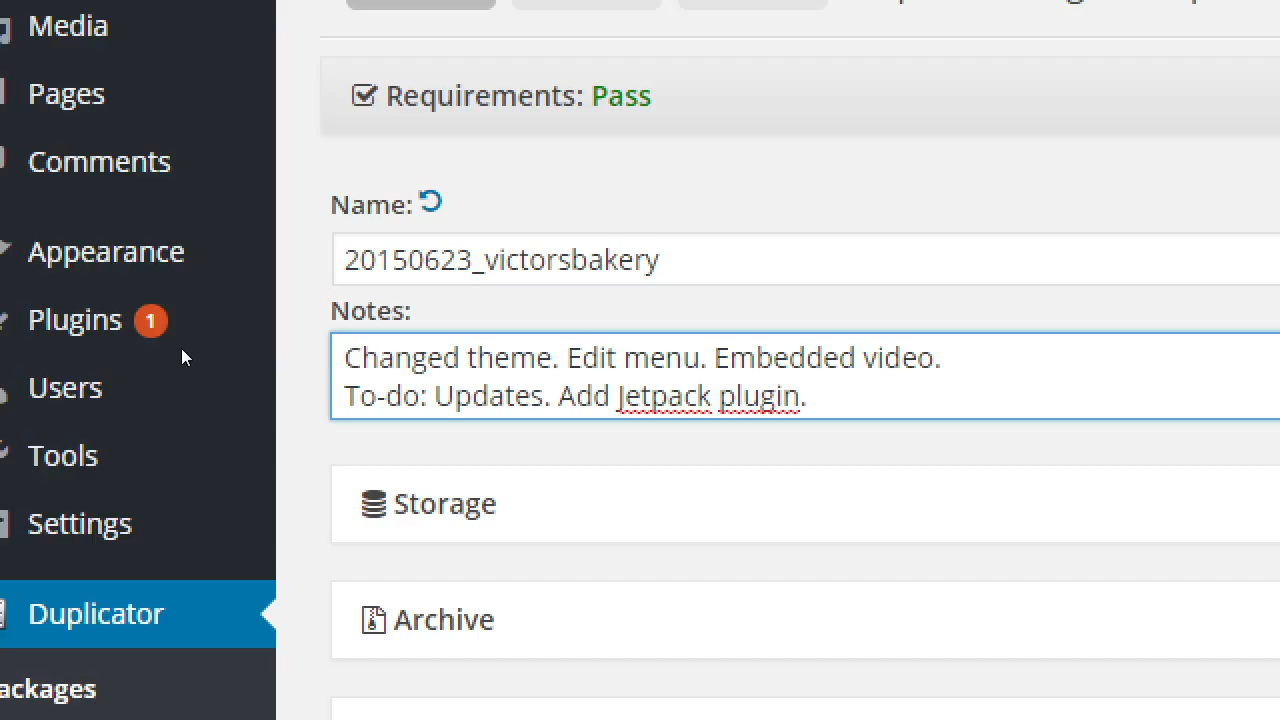 Media
Pages
Comments
Appearance
Plugins 1
Users
Tools
Settings
Duplicator
ackages
Requirements: Pass
Name:
20150623_victorsbakery
Notes:
Changed theme. Edit menu. Embedded video.
To-do: Updates. Add Jetpack plugin.
Storage
Archive